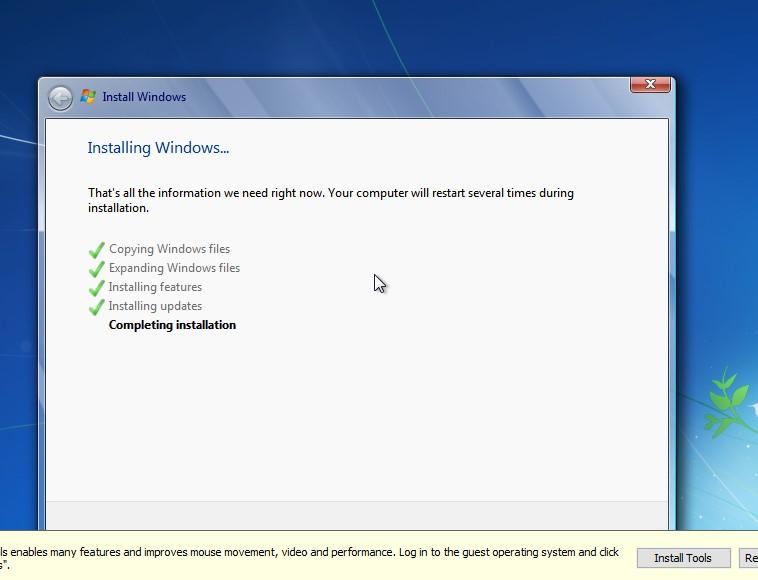 Install Windows
Installing Windows...
That's all the information we need right now. Your computer will restart several times during
installation.
Copying Windows files
Expanding Windows files
Installing features
Installing updates
Completing installation
ls enables many features and improves mouse movement, video and performance. Log in to the guest operating system and click
s".
Install Tools
Re